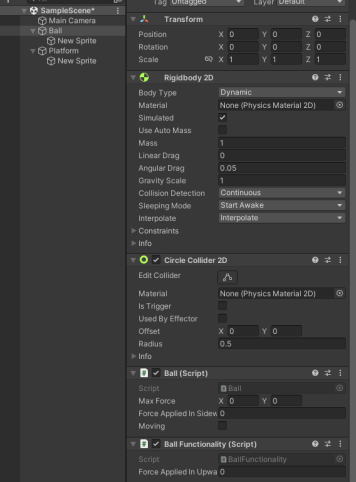 Tag Untagged Layer Default
SampleScene*
Main Camera
Ball
New Sprite
Platform
New Sprite
Transform
Position X 0 Y 0 Z 0
Rotation X 0 Y 0 Z 0
Scale X 1 Y 1 Z 1
Rigidbody 2D
Body Type Dynamic
Material None (Physics Material 2D)
Simulated
Use Auto Mass
Mass 1
Linear Drag 0
Angular Drag 0.05
Gravity Scale 1
Collision Detection Continuous
Sleeping Mode Start Awake
Interpolate Interpolate
Constraints
Info
Circle Collider 2D
Edit Collider
Material None (Physics Material 2D)
Is Trigger
Used By Effector
Offset X 0 Y 0
Radius 0.5
Info
# Ball (Script)
Script Ball
Max Force X 0 Y 0
Force Applied In Sidew 0
Moving
# Ball Functionality (Script)
Script BallFunctionality
Force Applied In Upwa 0